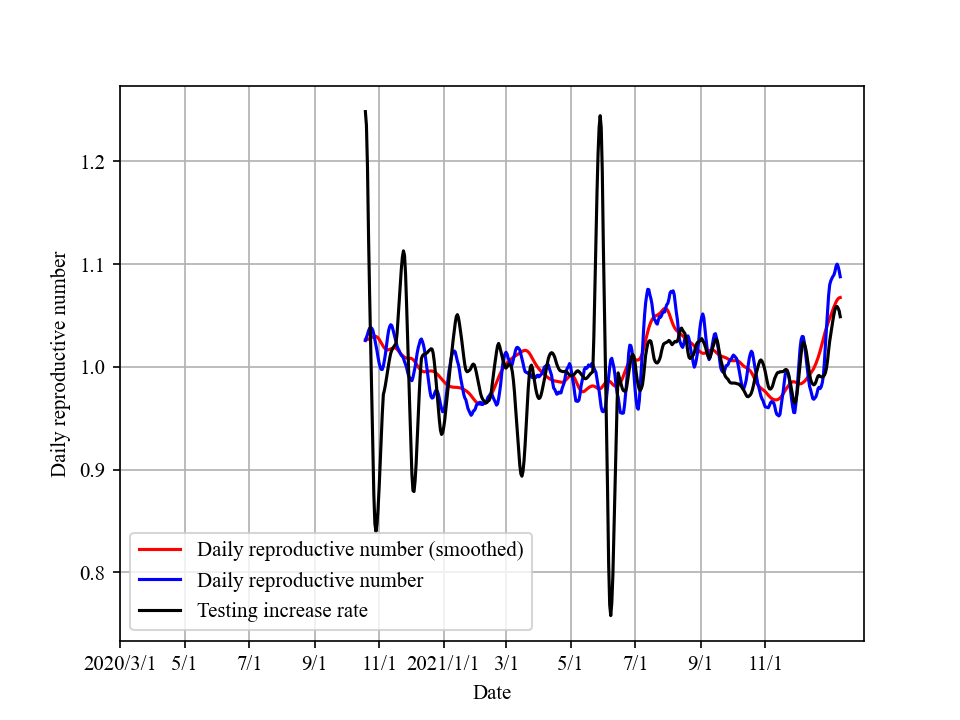 1.2
1.1
1.0
0.9
0.8
Daily reproductive number
Daily reproductive number (smoothed)
Daily reproductive number
Testing increase rate
2020/3/1 5/1 7/1 9/1 11/1 2021/1/1 3/1 5/1 7/1 9/1 11/1
Date